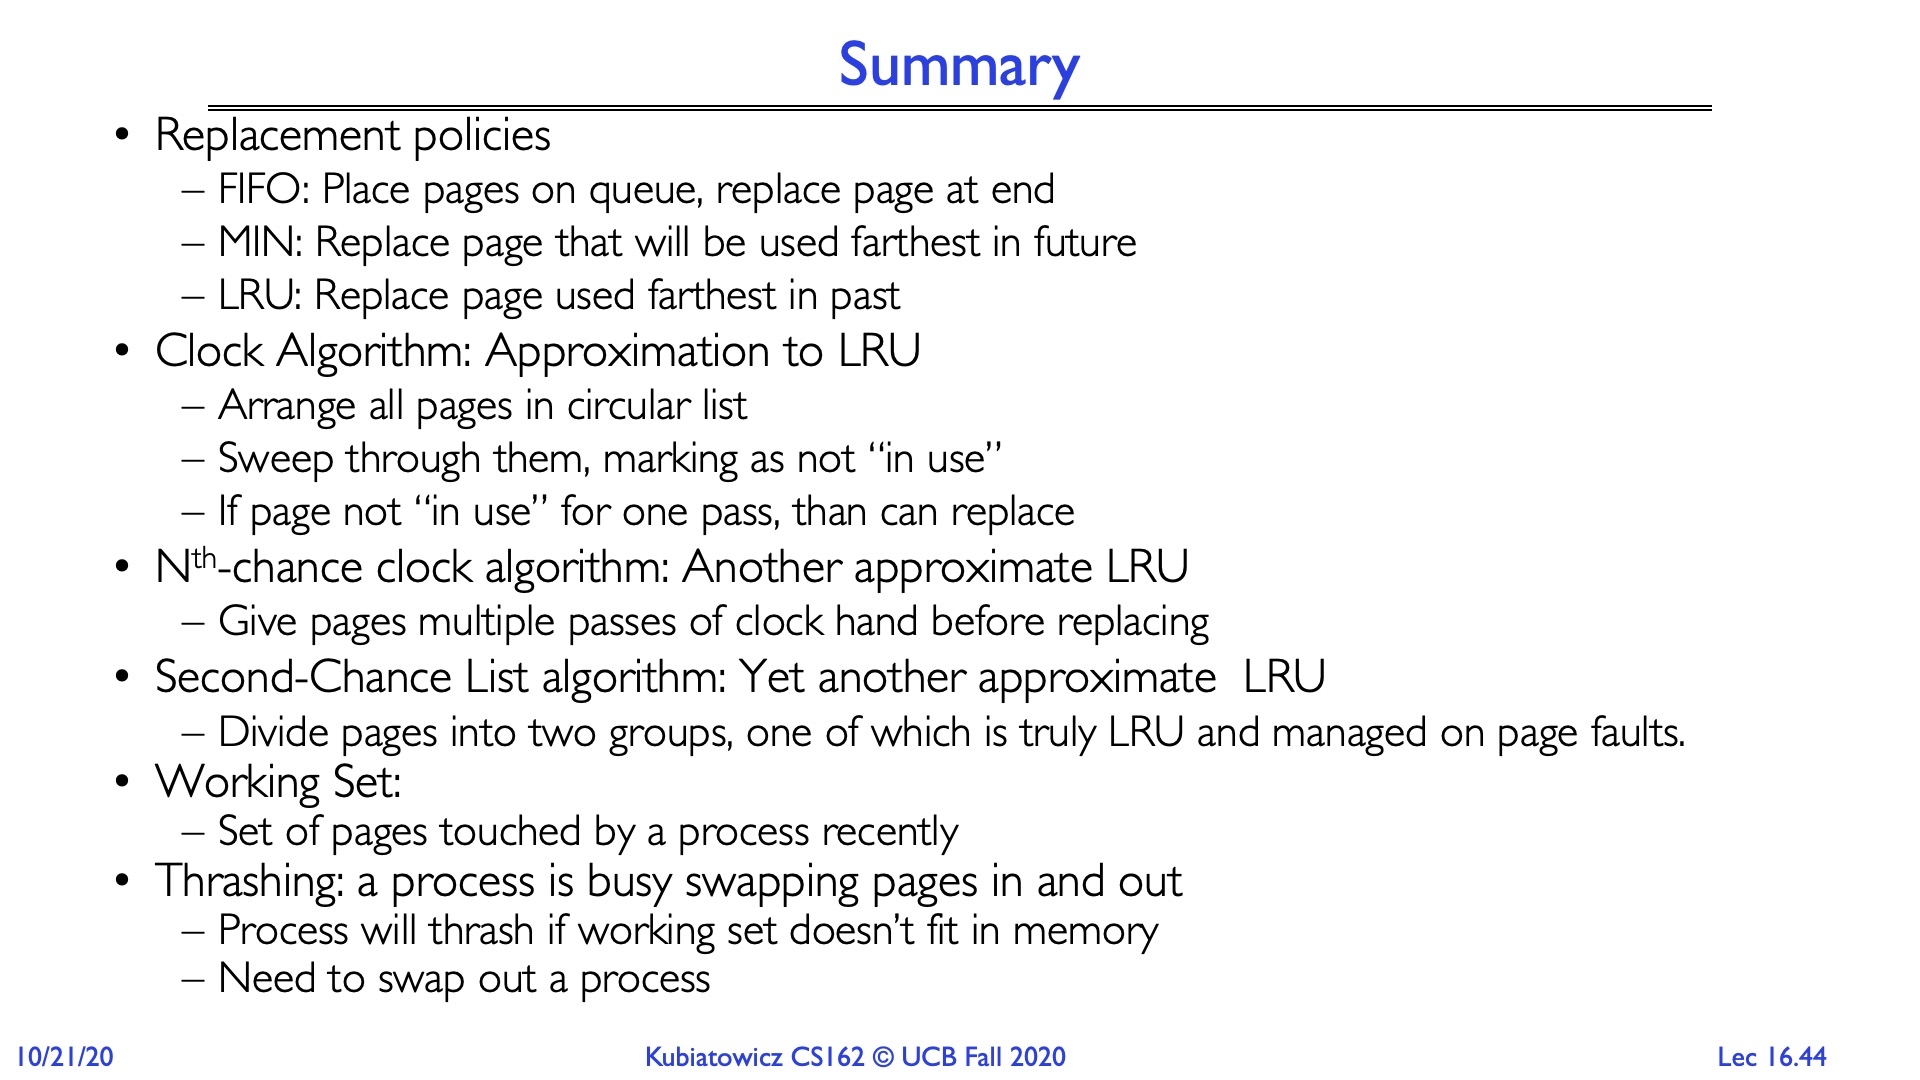 Summary
• Replacement policies
– FIFO: Place pages on queue, replace page at end
– MIN: Replace page that will be used farthest in future
– LRU: Replace page used farthest in past
• Clock Algorithm: Approximation to LRU
– Arrange all pages in circular list
– Sweep through them, marking as not “in use”
– If page not “in use” for one pass, than can replace
• Nth-chance clock algorithm: Another approximate LRU
– Give pages multiple passes of clock hand before replacing
• Second-Chance List algorithm: Yet another approximate LRU
– Divide pages into two groups, one of which is truly LRU and managed on page faults.
• Working Set:
– Set of pages touched by a process recently
• Thrashing: a process is busy swapping pages in and out
– Process will thrash if working set doesn’t fit in memory
– Need to swap out a process
10/21/20
Kubiatowicz CS162 © UCB Fall 2020
Lec 16.44